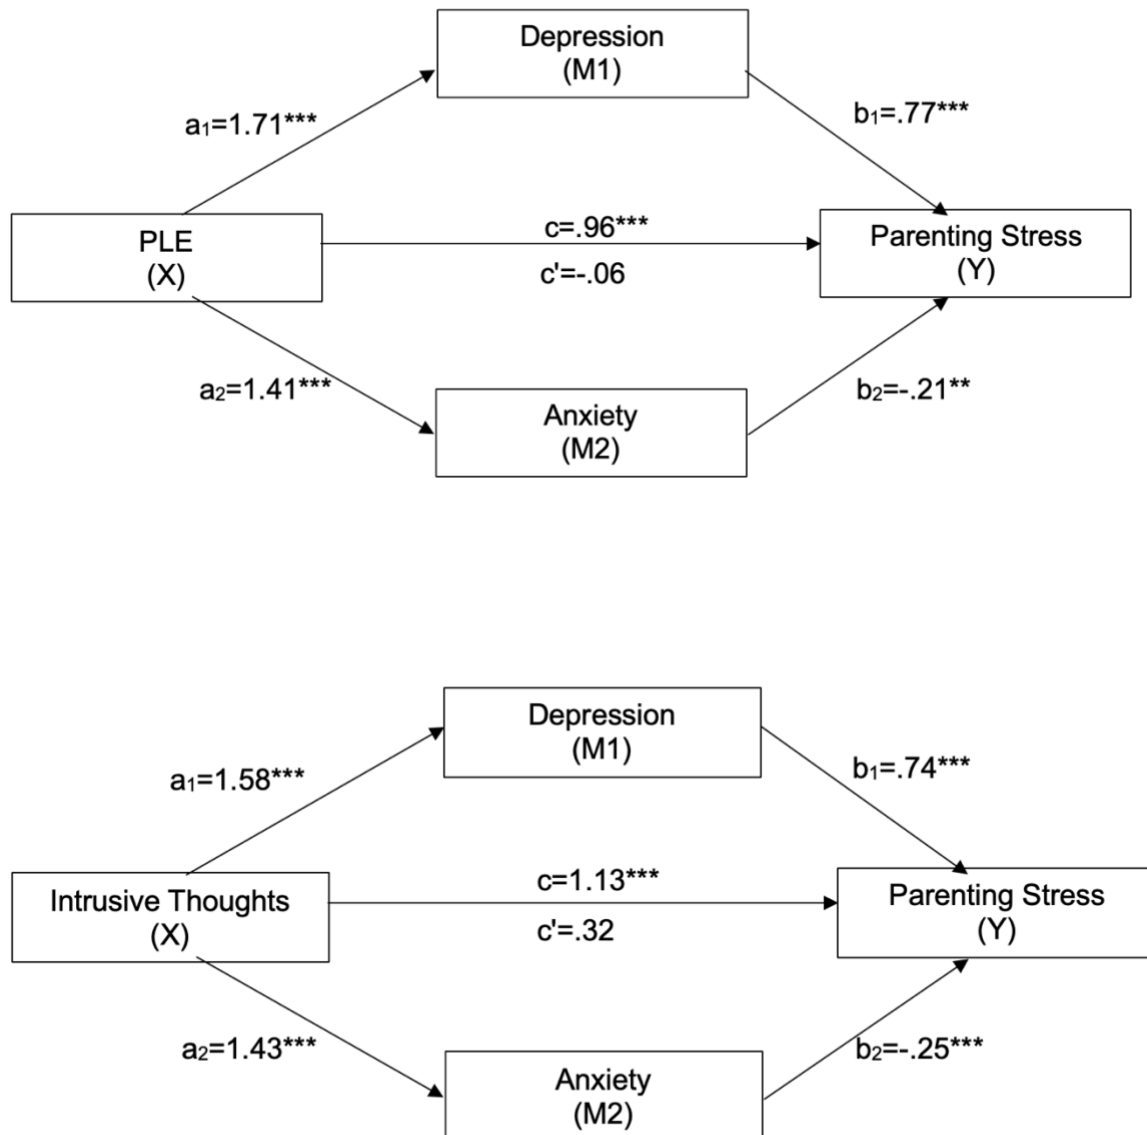 Depression
(M1)
a₁=1.71***
b₁=.77***
PLE
(X)
c=.96***
c'=-.06
Parenting Stress
(Y)
a₂=1.41***
b₂=-.21**
Anxiety
(M2)
Depression
(M1)
a₁=1.58***
b₁=.74***
Intrusive Thoughts
(X)
c=1.13***
c'=.32
Parenting Stress
(Y)
a₂=1.43***
b₂=-.25***
Anxiety
(M2)